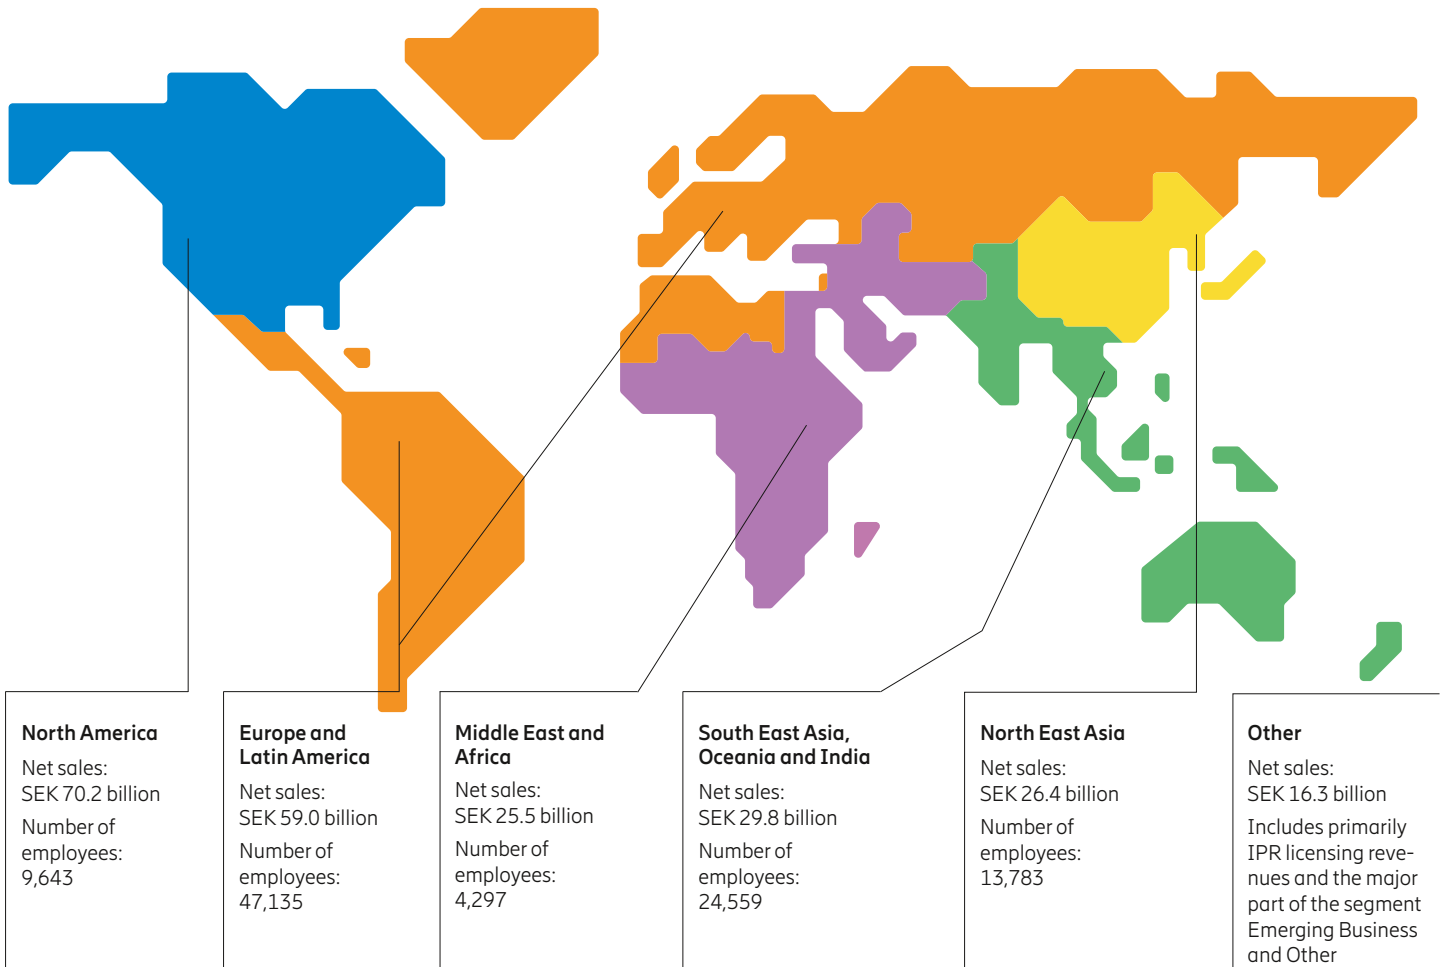 North America
Net sales:
SEK 70.2 billion
Number of
employees:
9,643
Europe and
Latin America
Net sales:
SEK 59.0 billion
Number of
employees:
47,135
Middle East and
Africa
Net sales:
SEK 25.5 billion
Number of
employees:
4,297
South East Asia,
Oceania and India
Net sales:
SEK 29.8 billion
Number of
employees:
24,559
North East Asia
Net sales:
SEK 26.4 billion
Number of
employees:
13,783
Other
Net sales:
SEK 16.3 billion
Includes primarily
IPR licensing reve-
nues and the major
part of the segment
Emerging Business
and Other